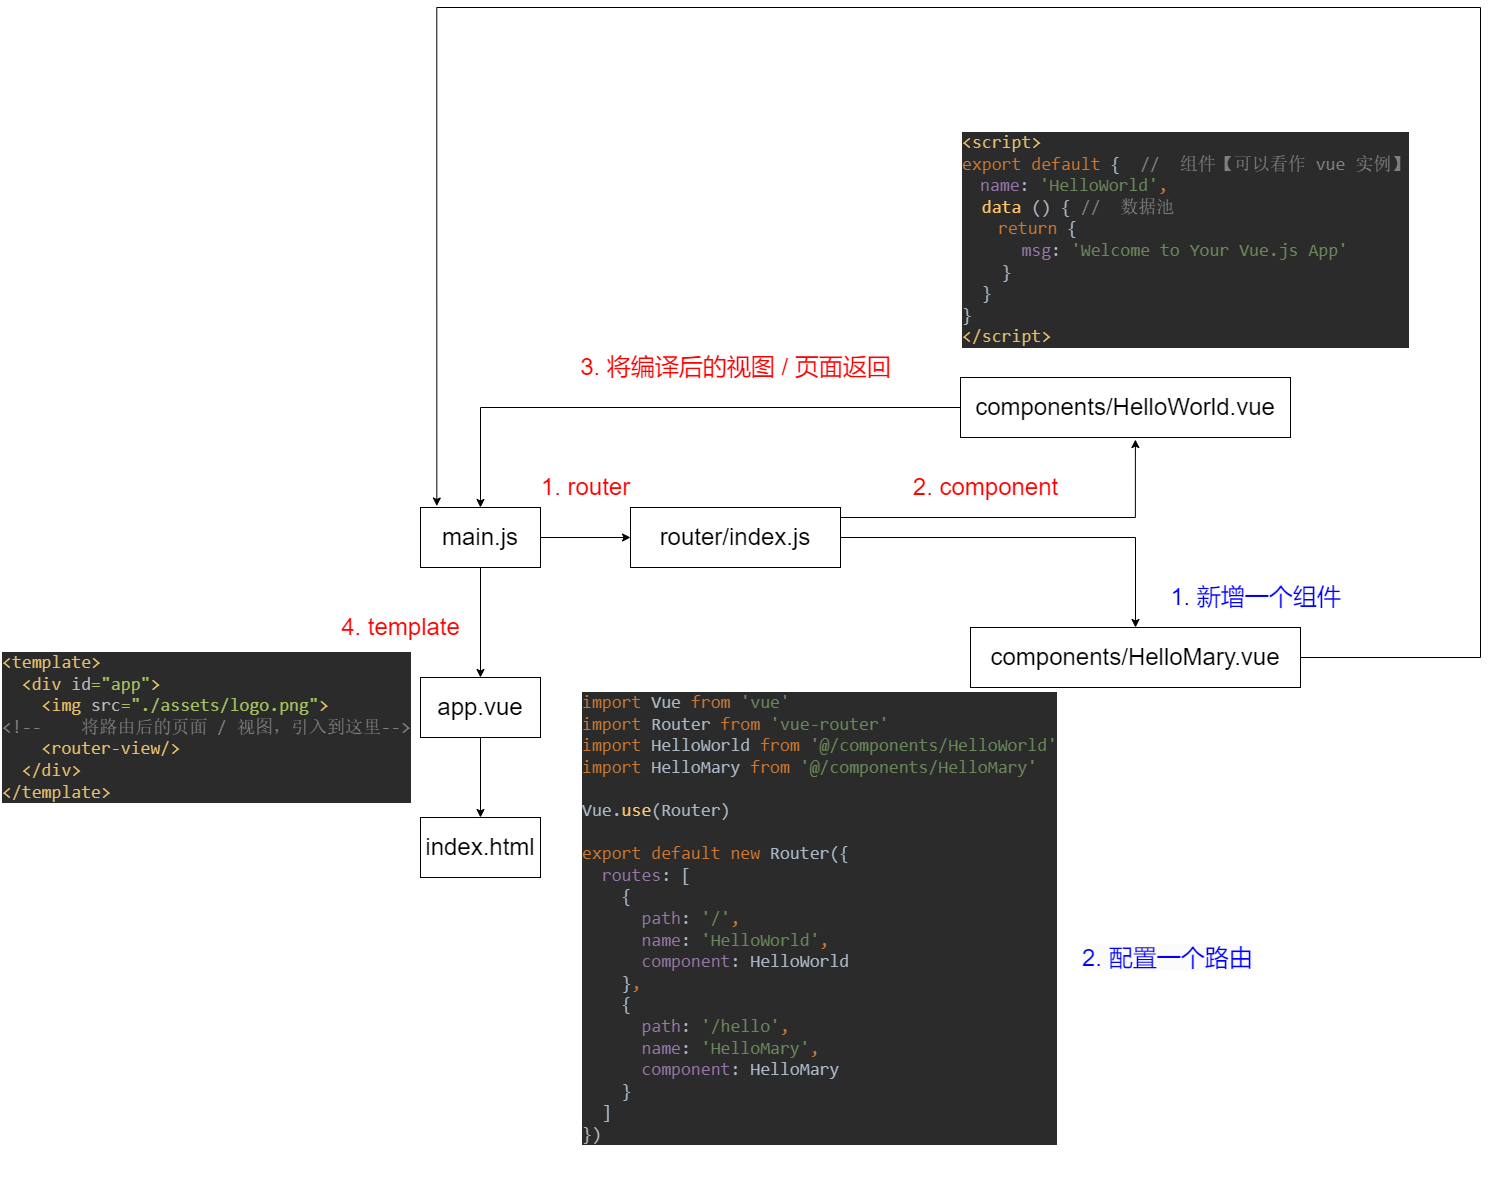 <script>
export default {  //  组件【可以看作 vue 实例】
  name: 'HelloWorld',
  data () { //  数据池
    return {
      msg: 'Welcome to Your Vue.js App'
    }
  }
}
</script>
3. 将编译后的视图 / 页面返回
components/HelloWorld.vue
1. router
2. component
main.js
router/index.js
1. 新增一个组件
4. template
components/HelloMary.vue
<template>
  <div id="app">
    <img src="./assets/logo.png">
<!--    将路由后的页面 / 视图，引入到这里-->
    <router-view/>
  </div>
</template>
app.vue
index.html
import Vue from 'vue'
import Router from 'vue-router'
import HelloWorld from '@/components/HelloWorld'
import HelloMary from '@/components/HelloMary'

Vue.use(Router)

export default new Router({
  routes: [
    {
      path: '/',
      name: 'HelloWorld',
      component: HelloWorld
    },
    {
      path: '/hello',
      name: 'HelloMary',
      component: HelloMary
    }
  ]
})
2. 配置一个路由